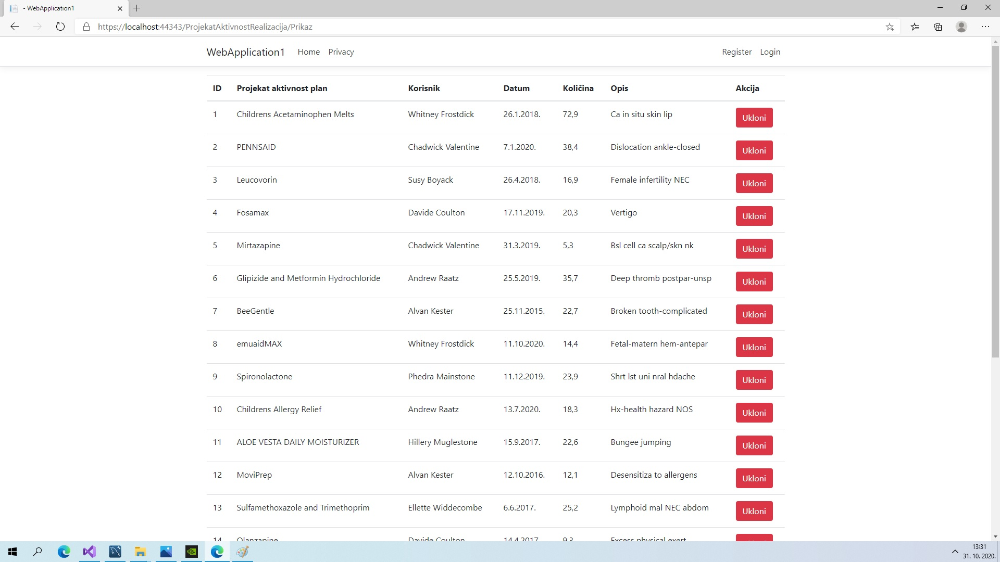 - WebApplication1
https://localhost:44343/ProjekatAktivnostRealizacija/Prikaz
WebApplication1 Home Privacy Register Login
ID Projekat aktivnost plan Korisnik Datum Količina Opis Akcija
1 Childrens Acetaminophen Melts Whitney Frostdick 26.1.2018. 72,9 Ca in situ skin lip Ukloni
2 PENNSAID Chadwick Valentine 7.1.2020. 38,4 Dislocation ankle-closed Ukloni
3 Leucovorin Susy Boyack 26.4.2018. 16,9 Female infertility NEC Ukloni
4 Fosamax Davide Coulton 17.11.2019. 20,3 Vertigo Ukloni
5 Mirtazapine Chadwick Valentine 31.3.2019. 5,3 Bsl cell ca scalp/skn nk Ukloni
6 Glipizide and Metformin Hydrochloride Andrew Raatz 25.5.2019. 35,7 Deep thromb postpar-unsp Ukloni
7 BeeGentle Alvan Kester 25.11.2015. 22,7 Broken tooth-complicated Ukloni
8 emuaidMAX Whitney Frostdick 11.10.2020. 14,4 Fetal-matern hem-antepar Ukloni
9 Spironolactone Phedra Mainstone 11.12.2019. 23,9 Shrt lst uni nral hdache Ukloni
10 Childrens Allergy Relief Andrew Raatz 13.7.2020. 18,3 Hx-health hazard NOS Ukloni
11 ALOE VESTA DAILY MOISTURIZER Hillery Muglestone 15.9.2017. 22,6 Bungee jumping Ukloni
12 MoviPrep Alvan Kester 12.10.2016. 12,1 Desensitiza to allergens Ukloni
13 Sulfamethoxazole and Trimethoprim Ellette Widdecombe 6.6.2017. 25,2 Lymphoid mal NEC abdom Ukloni
14 Olanzapine Davide Coulton 14.4.2017. 9,3 Excess physical exert
13:31
31. 10. 2020.